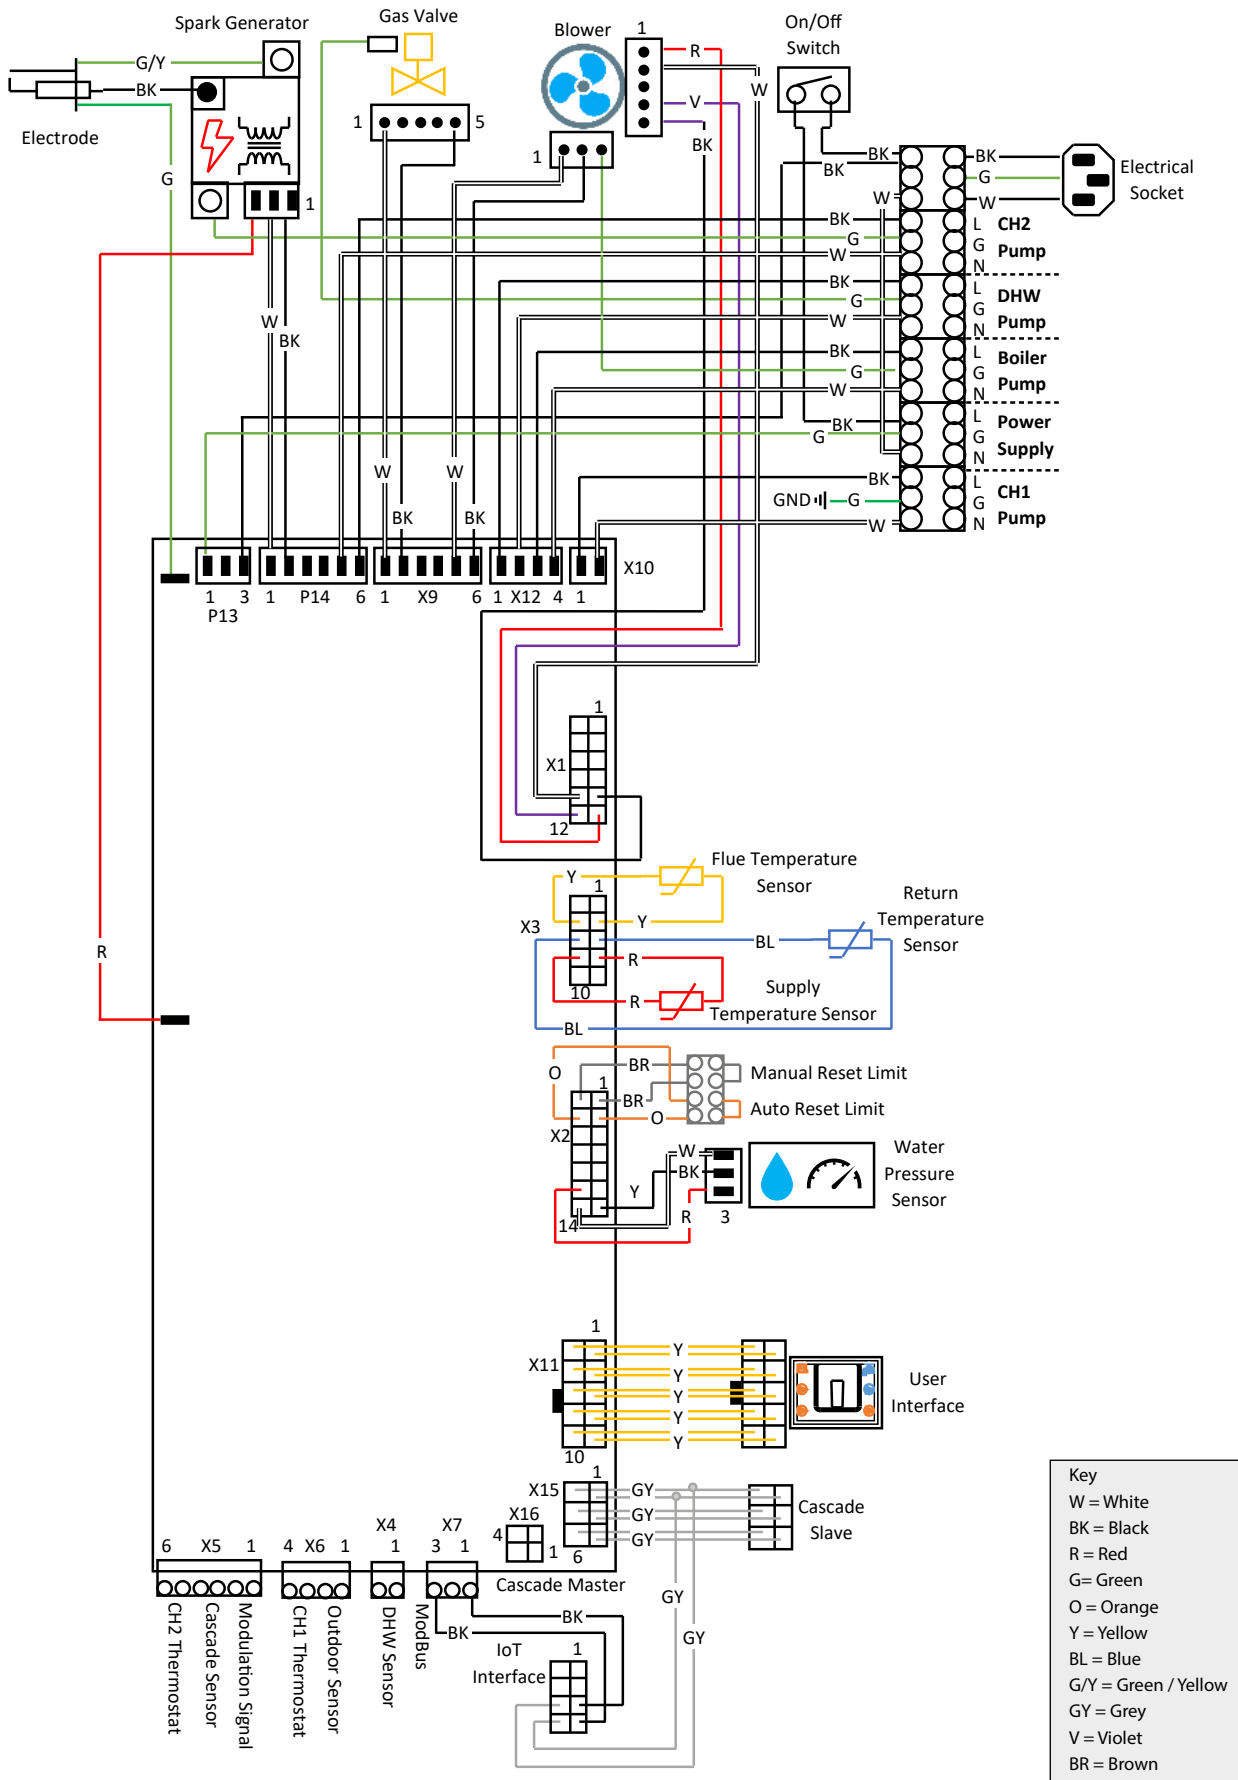 Spark Generator
Gas Valve
Blower
1
On/Off
Switch
G/Y
BK
Electrode
G
1
1
5
1
R
W
V
BK
BK
BK
W
BK
G
W
Electrical
Socket
BK
G
W
L
G
N
CH2
Pump
BK
G
W
L
G
N
DHW
Pump
BK
G
W
L
G
N
Boiler
Pump
BK
G
L
G
N
Power
Supply
BK
GND
G
W
L
G
N
CH1
Pump
W
BK
W
BK
W
BK
1
3
P13
1
P14
6
1
X9
6
1
X12
4
1
X10
1
X1
12
R
Flue Temperature
Sensor
Y
1
Y
X3
10
Return
Temperature
Sensor
BL
R
R
Supply
Temperature Sensor
BL
O
BR
1
BR
O
Manual Reset Limit
Auto Reset Limit
X2
14
W
BK
Y
R
3
Water
Pressure
Sensor
1
X11
10
Y
Y
Y
Y
Y
User
Interface
1
X15
6
GY
GY
GY
Cascade
Slave
X16
4
1
Cascade Master
6
X5
1
4
X6
1
X4
1
X7
3
1
CH2 Thermostat
Cascade Sensor
Modulation Signal
CH1 Thermostat
Outdoor Sensor
DHW Sensor
ModBus
BK
BK
IoT
Interface
1
GY
GY
Key
W = White
BK = Black
R = Red
G= Green
O = Orange
Y = Yellow
BL = Blue
G/Y = Green / Yellow
GY = Grey
V = Violet
BR = Brown